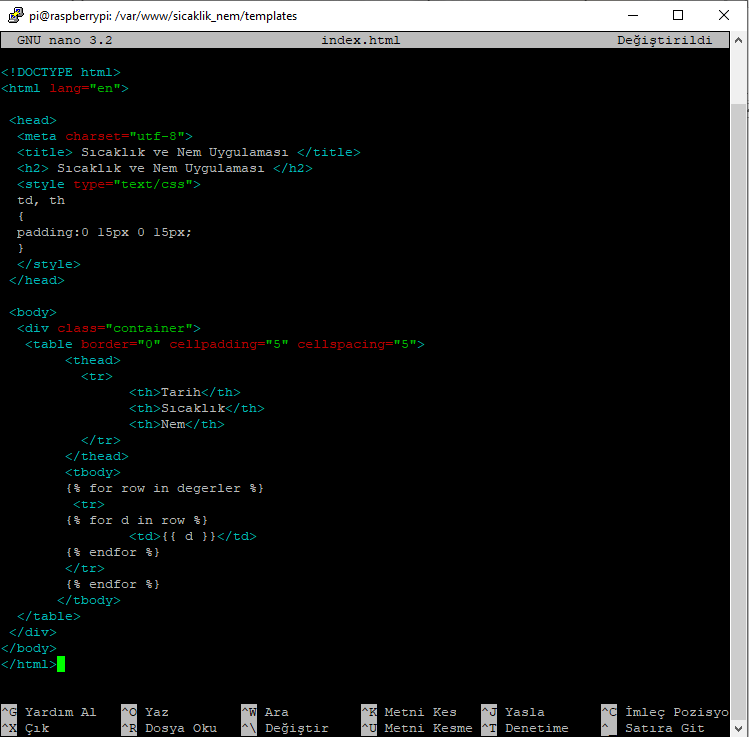 pi@raspberrypi: /var/www/sicaklik_nem/templates
GNU nano 3.2 index.html Değiştirildi
<!DOCTYPE html>
<html lang="en">
<head>
<meta charset="utf-8">
<title> Sıcaklık ve Nem Uygulaması </title>
<h2> Sıcaklık ve Nem Uygulaması </h2>
<style type="text/css">
td, th
{
padding:0 15px 0 15px;
}
</style>
</head>
<body>
<div class="container">
<table border="0" cellpadding="5" cellspacing="5">
<thead>
<tr>
<th>Tarih</th>
<th>Sıcaklık</th>
<th>Nem</th>
</tr>
</thead>
<tbody>
{% for row in degerler %}
<tr>
{% for d in row %}
<td>{{ d }}</td>
{% endfor %}
</tr>
{% endfor %}
</tbody>
</table>
</div>
</body>
</html>
^G Yardım Al ^O Yaz ^W Ara ^K Metni Kes ^J Yasla ^C İmleç Pozisyo
^X Çık ^R Dosya Oku ^\ Değiştir ^U Metni Kesme ^T Denetime ^_ Satıra Git